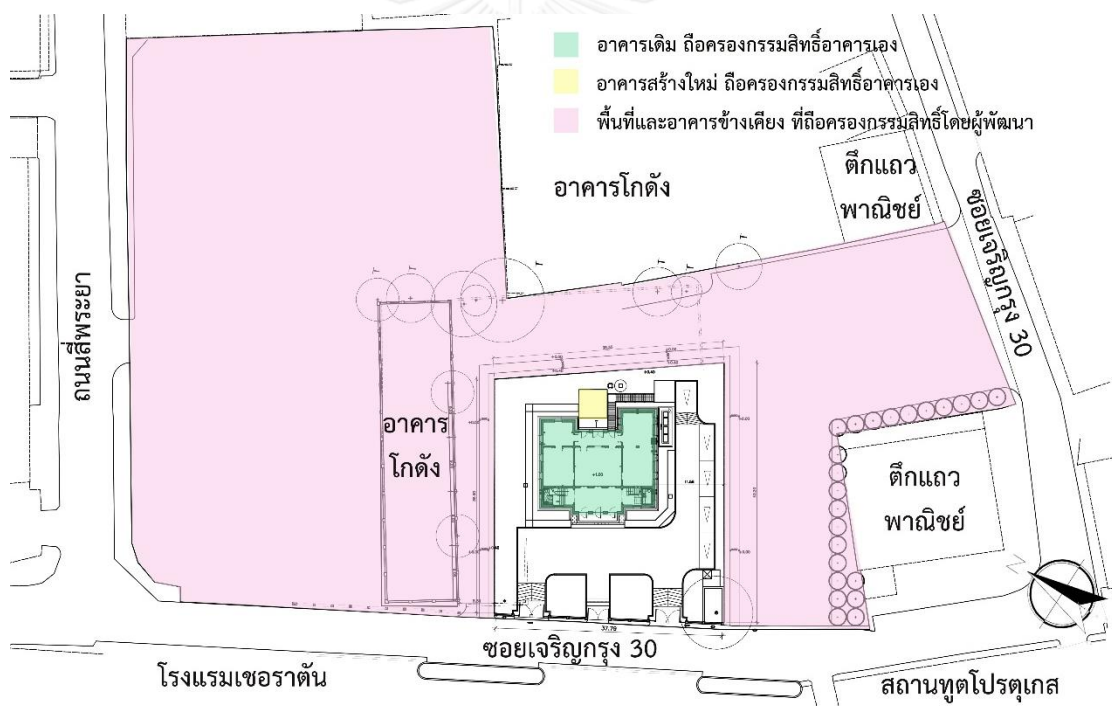 อาคารเดิม ถือครองกรรมสิทธิ์อาคารเอง
อาคารสร้างใหม่ ถือครองกรรมสิทธิ์อาคารเอง
พื้นที่และอาคารข้างเคียง ที่ถือครองกรรมสิทธิ์โดยผู้พัฒนา
อาคารโกดัง
ตึกแถว
พาณิชย์
ซอยเจริญกรุง 30
ถนนสี่พระยา
อาคาร
โกดัง
ตึกแถว
พาณิชย์
31.79
ซอยเจริญกรุง 30
โรงแรมเชอราตัน
สถานทูตโปรตุเกส